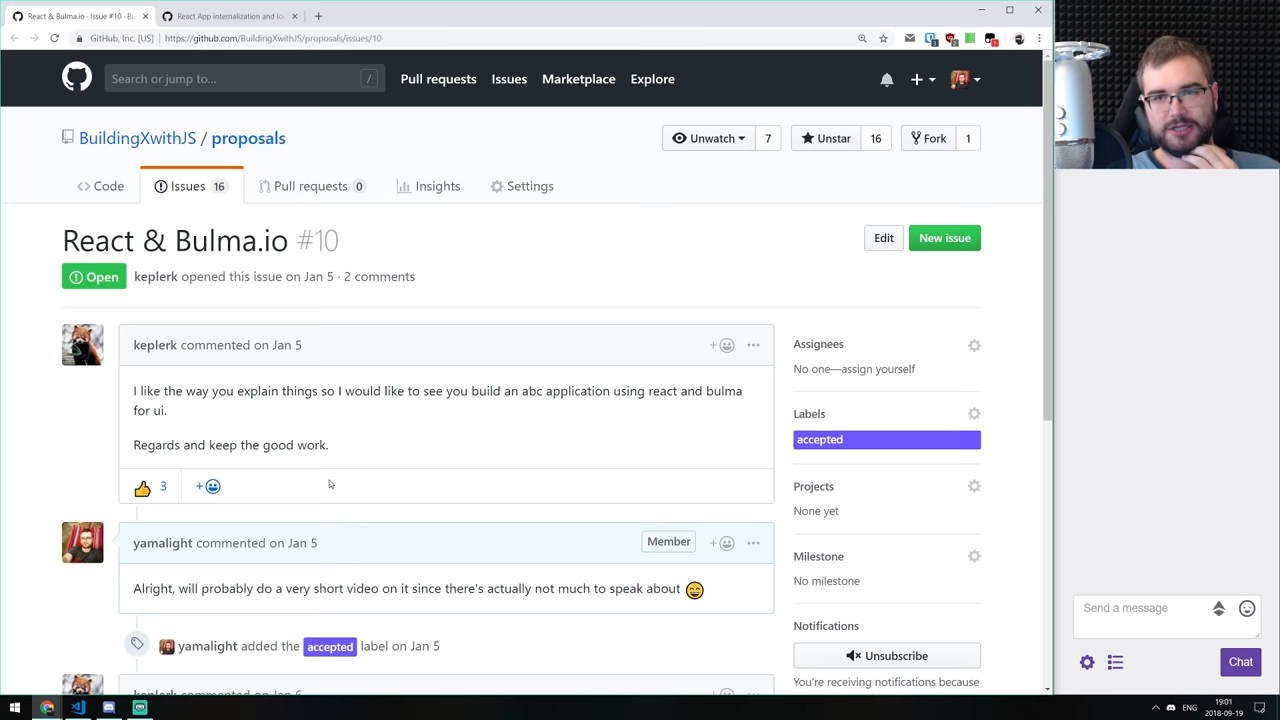 React & Bulma.io · Issue #10 · Bu
React App internalization and loc
GitHub, Inc. [US]
https://github.com/BuildingXwithJS/proposals/issues/10
Search or jump to...
/
Pull requests
Issues
Marketplace
Explore
BuildingXwithJS / proposals
Unwatch
7
Unstar
16
Fork
1
Code
Issues 16
Pull requests 0
Insights
Settings
React & Bulma.io #10
Edit
New issue
Open
keplerk opened this issue on Jan 5 · 2 comments
keplerk commented on Jan 5
I like the way you explain things so I would like to see you build an abc application using react and bulma
for ui.
Regards and keep the good work.
3
yamalight commented on Jan 5
Member
Alright, will probably do a very short video on it since there's actually not much to speak about
yamalight added the accepted label on Jan 5
keplerk commented on Jan 6
Assignees
No one—assign yourself
Labels
accepted
Projects
None yet
Milestone
No milestone
Notifications
Unsubscribe
You're receiving notifications because
Send a message
Chat
ENG
19:01
2018-09-19